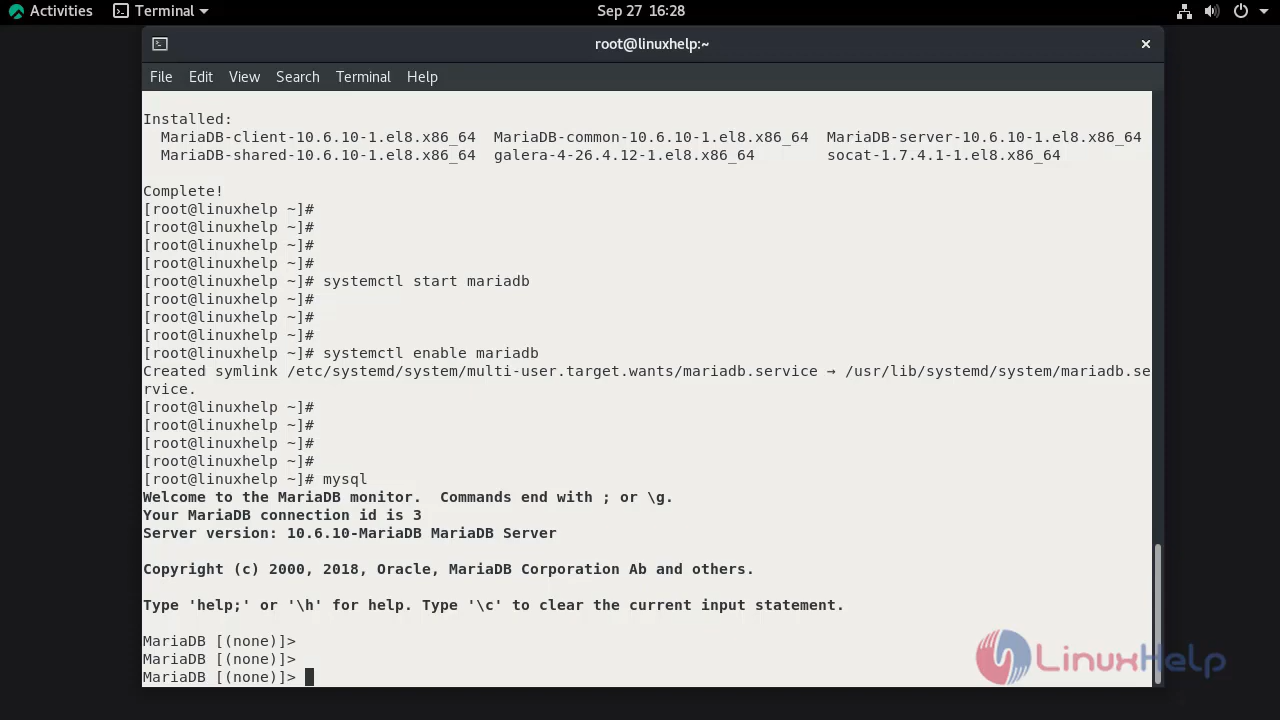 Activities Terminal Sep 27 16:28
root@linuxhelp:~ ×
File Edit View Search Terminal Help
Installed:
  MariaDB-client-10.6.10-1.el8.x86_64  MariaDB-common-10.6.10-1.el8.x86_64  MariaDB-server-10.6.10-1.el8.x86_64
  MariaDB-shared-10.6.10-1.el8.x86_64  galera-4-26.4.12-1.el8.x86_64        socat-1.7.4.1-1.el8.x86_64
Complete!
[root@linuxhelp ~]#
[root@linuxhelp ~]#
[root@linuxhelp ~]#
[root@linuxhelp ~]#
[root@linuxhelp ~]# systemctl start mariadb
[root@linuxhelp ~]#
[root@linuxhelp ~]#
[root@linuxhelp ~]#
[root@linuxhelp ~]# systemctl enable mariadb
Created symlink /etc/systemd/system/multi-user.target.wants/mariadb.service → /usr/lib/systemd/system/mariadb.se
rvice.
[root@linuxhelp ~]#
[root@linuxhelp ~]#
[root@linuxhelp ~]#
[root@linuxhelp ~]#
[root@linuxhelp ~]# mysql
Welcome to the MariaDB monitor.  Commands end with ; or \g.
Your MariaDB connection id is 3
Server version: 10.6.10-MariaDB MariaDB Server
Copyright (c) 2000, 2018, Oracle, MariaDB Corporation Ab and others.
Type 'help;' or '\h' for help. Type '\c' to clear the current input statement.
MariaDB [(none)]>
MariaDB [(none)]>
MariaDB [(none)]>
LinuxHelp